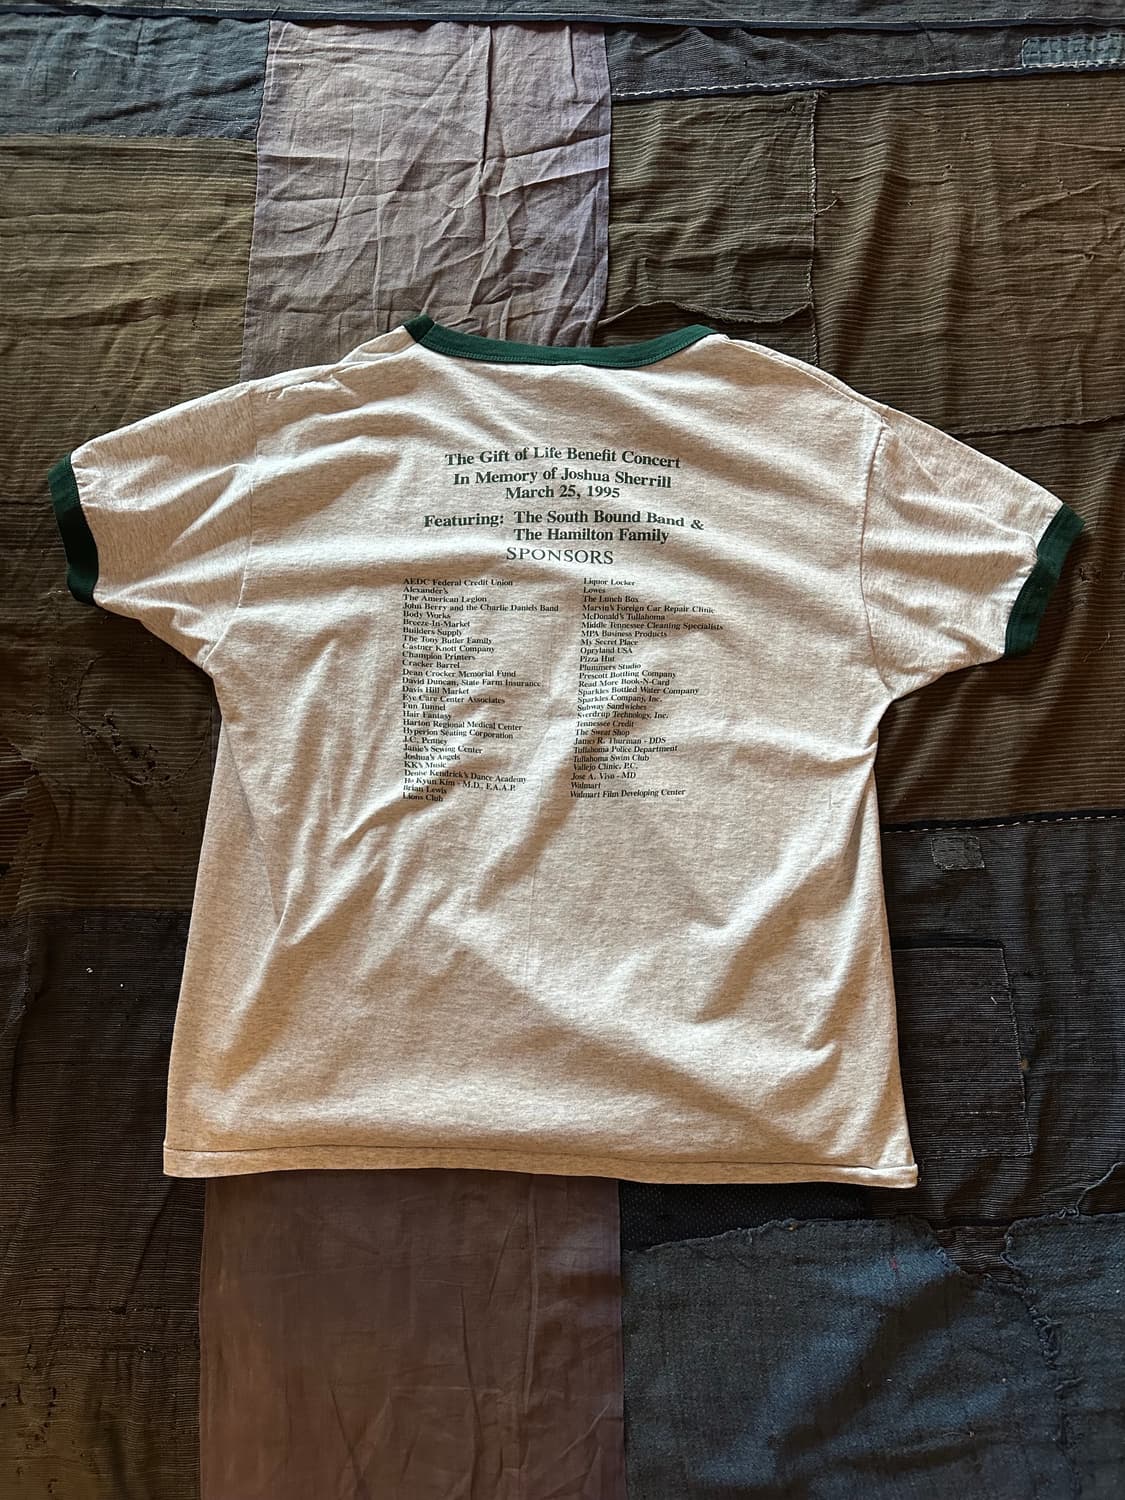 The Gift of Life Benefit Concert
In Memory of Joshua Sherrill
March 25, 1995
Featuring: The South Bound Band &
The Hamilton Family
SPONSORS
AEDC Federal Credit Union
Alexander's
The American Legion
John Berry and the Charlie Daniels Band
Body Works
Breeze-In-Market
Builders Supply
The Tony Butler Family
Castner Knott Company
Champion Printers
Cracker Barrel
Dean Crocker Memorial Fund
David Duncan, State Farm Insurance
Davis Hill Market
Eye Care Center Associates
Fun Tunnel
Hair Fantasy
Harton Regional Medical Center
Hyperion Seating Corporation
J.C. Penney
Janie's Sewing Center
Joshua's Angels
KK's Music
Denise Kendrick's Dance Academy
Ho Kyun Kim - M.D., F.A.A.P.
Brian Lewis
Lions Club
Liquor Locker
Lowes
The Lunch Box
Marvin's Foreign Car Repair Clinic
McDonald's Tullahoma
Middle Tennessee Cleaning Specialists
MPA Business Products
My Secret Place
Opryland USA
Pizza Hut
Plummers Studio
Prescott Bottling Company
Read More Book-N-Card
Sparkles Bottled Water Company
Sparkles Company, Inc.
Subway Sandwiches
Sverdrup Technology, Inc.
Tennessee Credit
The Sweat Shop
James R. Thurman - DDS
Tullahoma Police Department
Tullahoma Swim Club
Vallejo Clinic, P.C.
Jose A. Vivo - MD
Walmart
Walmart Film Developing Center